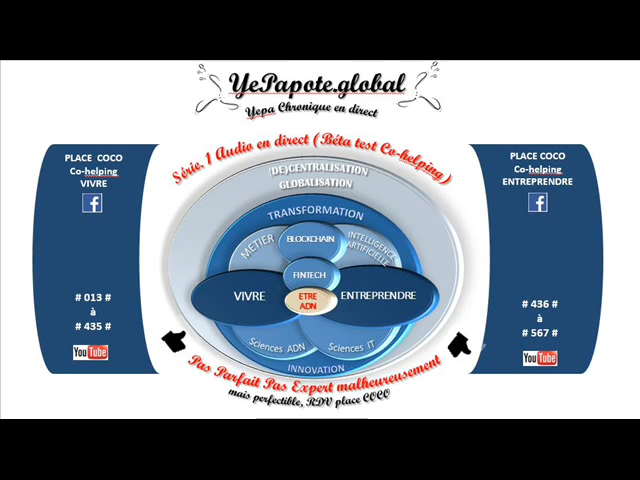 YePapote.global
Yepa Chronique en direct
Série, 1 Audio en direct ( Béta test Co-helping)
PLACE COCO
Co-helping
VIVRE
# 013 #
à
# 435 #
YouTube
(DE)CENTRALISATION
GLOBALISATION
TRANSFORMATION
METIER
BLOCKCHAIN
INTELLIGENCE
ARTIFICIELLE
FINTECH
VIVRE
ETRE
ADN
ENTREPRENDRE
Sciences ADN
Sciences IT
INNOVATION
Pas Parfait Pas Expert malheureusement
mais perfectible, RDV place COCO
PLACE COCO
Co-helping
ENTREPRENDRE
# 436 #
à
# 567 #
YouTube